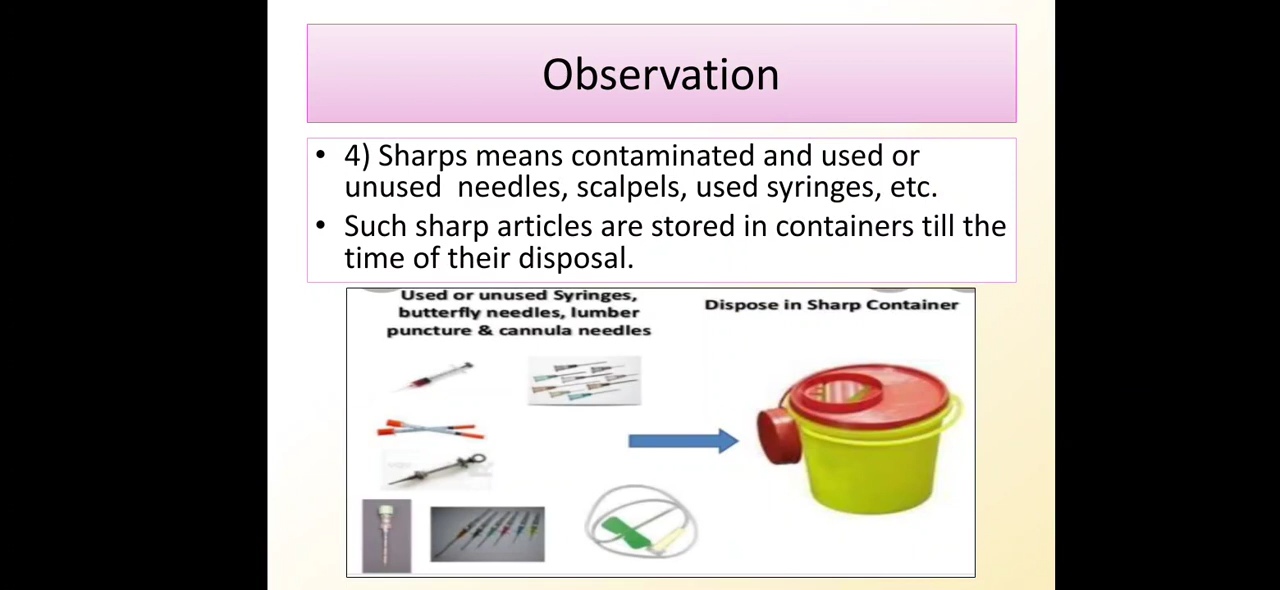 Observation
• 4) Sharps means contaminated and used or
unused  needles, scalpels, used syringes, etc.
• Such sharp articles are stored in containers till the
time of their disposal.
Used or unused Syringes,
butterfly needles, lumber
puncture & cannula needles
Dispose in Sharp Container